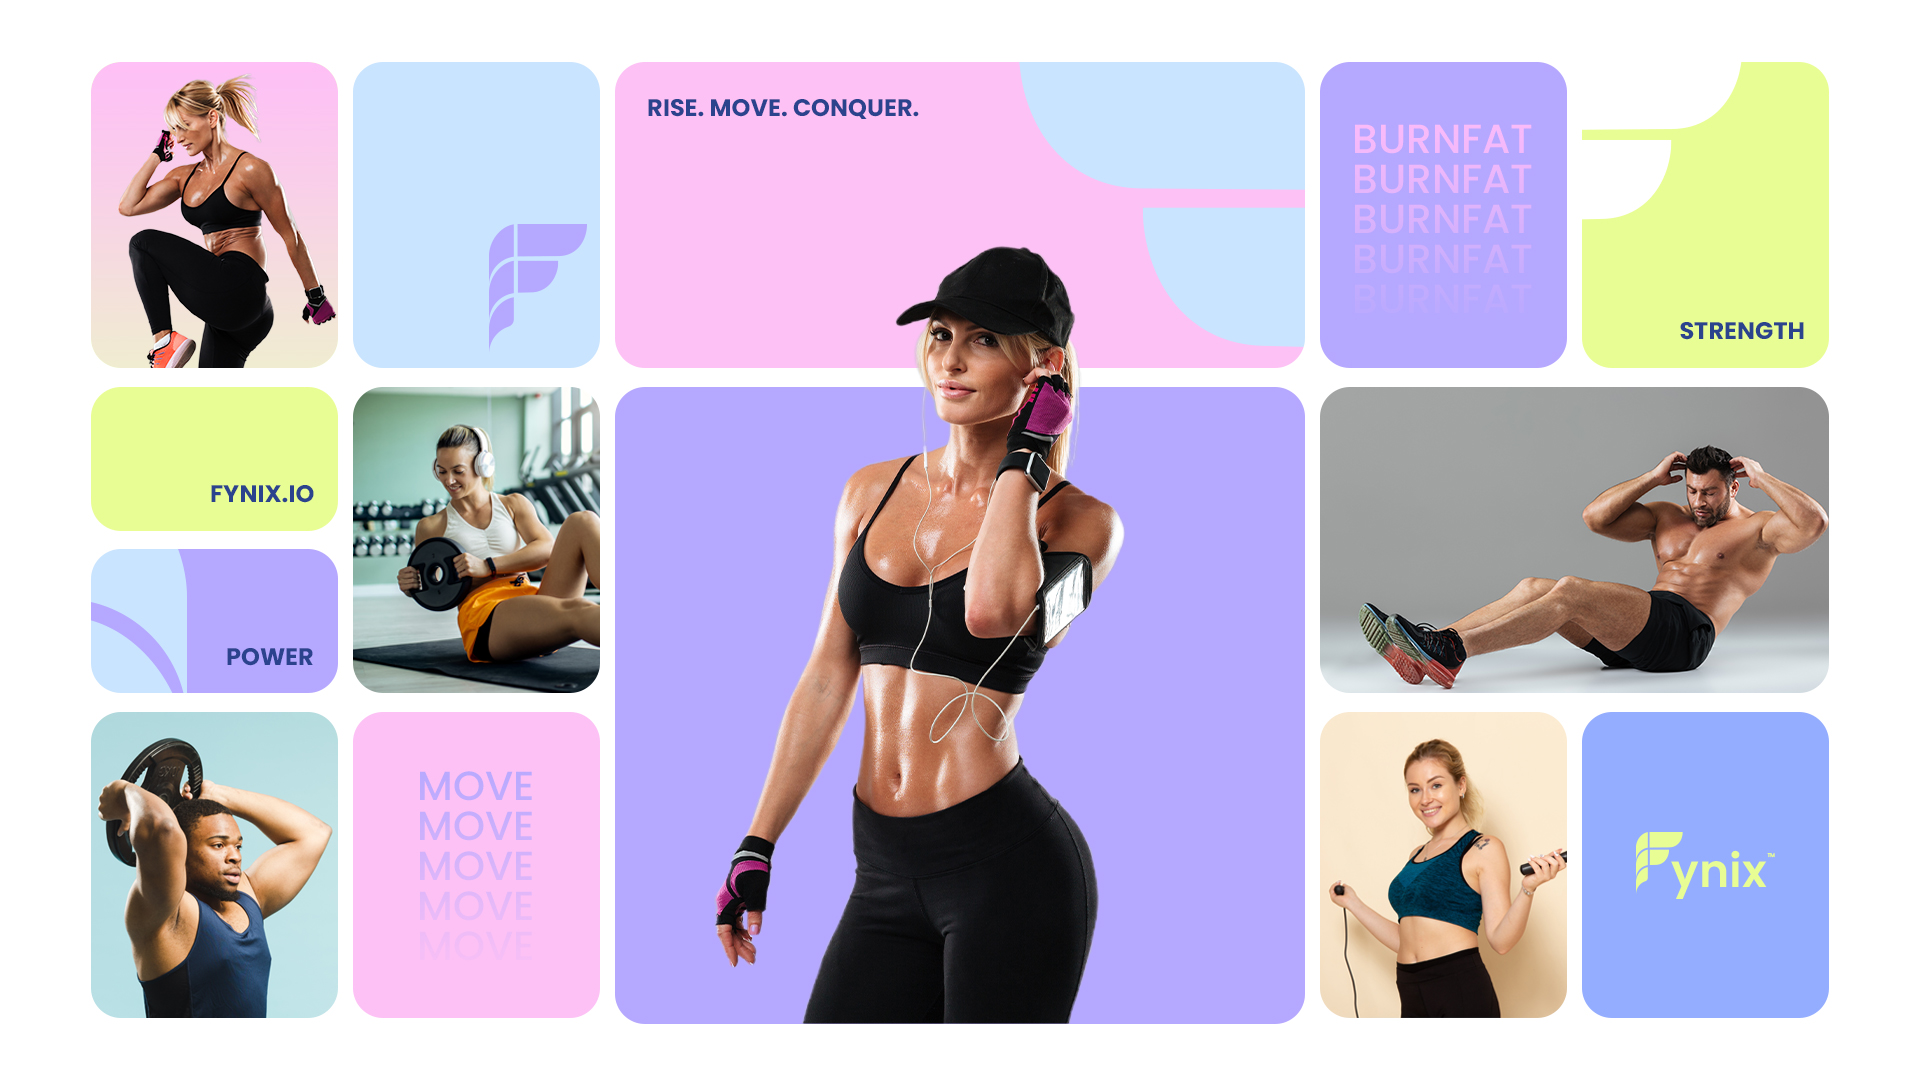 RISE. MOVE. CONQUER.
BURNFAT
BURNFAT
BURNFAT
BURNFAT
BURNFAT
STRENGTH
FYNIX.IO
POWER
MOVE
MOVE
MOVE
MOVE
MOVE
Fynix™